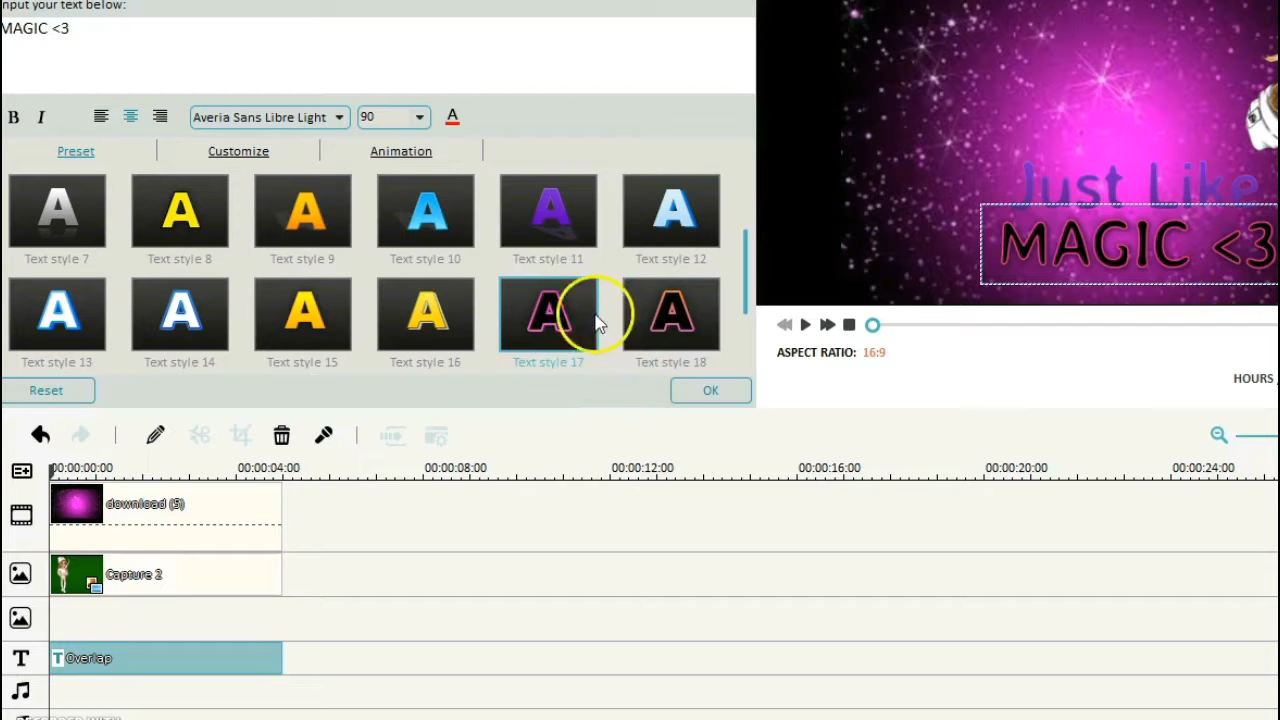 nput your text below:
MAGIC <3
B I Averia Sans Libre Light 90 A
Preset Customize Animation
A A A A A A
Text style 7 Text style 8 Text style 9 Text style 10 Text style 11 Text style 12
A A A A A A
Text style 13 Text style 14 Text style 15 Text style 16 Text style 17 Text style 18
Reset OK
Just Like
MAGIC <3
ASPECT RATIO: 16:9
HOURS
00:00:00:00 00:00:04:00 00:00:08:00 00:00:12:00 00:00:16:00 00:00:20:00 00:00:24:00
download (3)
Capture 2
T T Overlap